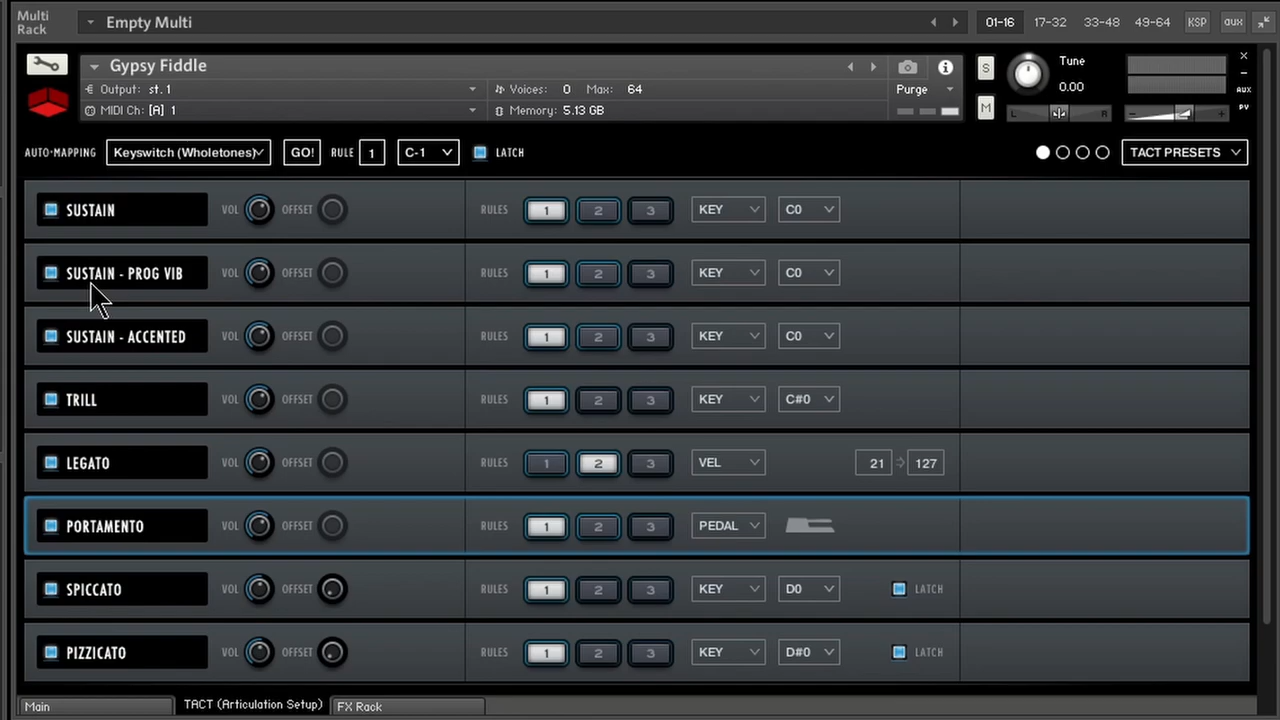 Multi Rack
Empty Multi
01-16 17-32 33-48 49-64 KSP aux
Gypsy Fiddle
Output: st. 1 Voices: 0 Max: 64 Purge
MIDI Ch: [A] 1 Memory: 5.13 GB
S M
Tune
0.00
L R
- +
AUX
PV
AUTO-MAPPING Keyswitch (Wholetones) GO! RULE 1 C-1 LATCH TACT PRESETS
SUSTAIN VOL OFFSET RULES 1 2 3 KEY C0
SUSTAIN - PROG VIB VOL OFFSET RULES 1 2 3 KEY C0
SUSTAIN - ACCENTED VOL OFFSET RULES 1 2 3 KEY C0
TRILL VOL OFFSET RULES 1 2 3 KEY C#0
LEGATO VOL OFFSET RULES 1 2 3 VEL 21 127
PORTAMENTO VOL OFFSET RULES 1 2 3 PEDAL
SPICCATO VOL OFFSET RULES 1 2 3 KEY D0 LATCH
PIZZICATO VOL OFFSET RULES 1 2 3 KEY D#0 LATCH
Main TACT (Articulation Setup) FX Rack